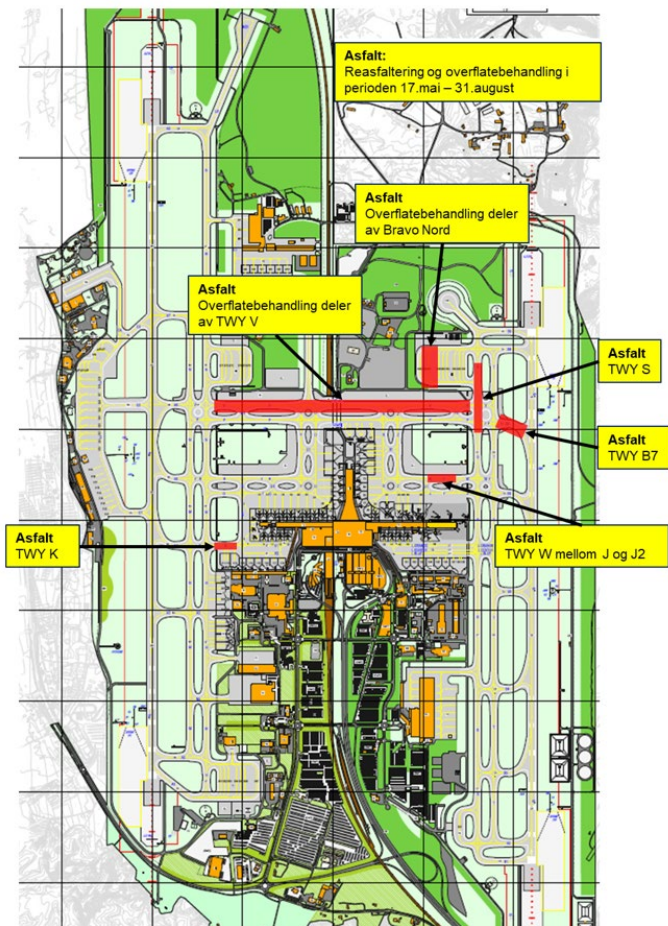 Asfalt:
Reasfaltering og overflatebehandling i
perioden 17.mai – 31.august
Asfalt
Overflatebehandling deler
av Bravo Nord
Asfalt
Overflatebehandling deler
av TWY V
Asfalt
TWY S
Asfalt
TWY B7
Asfalt
TWY K
Asfalt
TWY W mellom J og J2